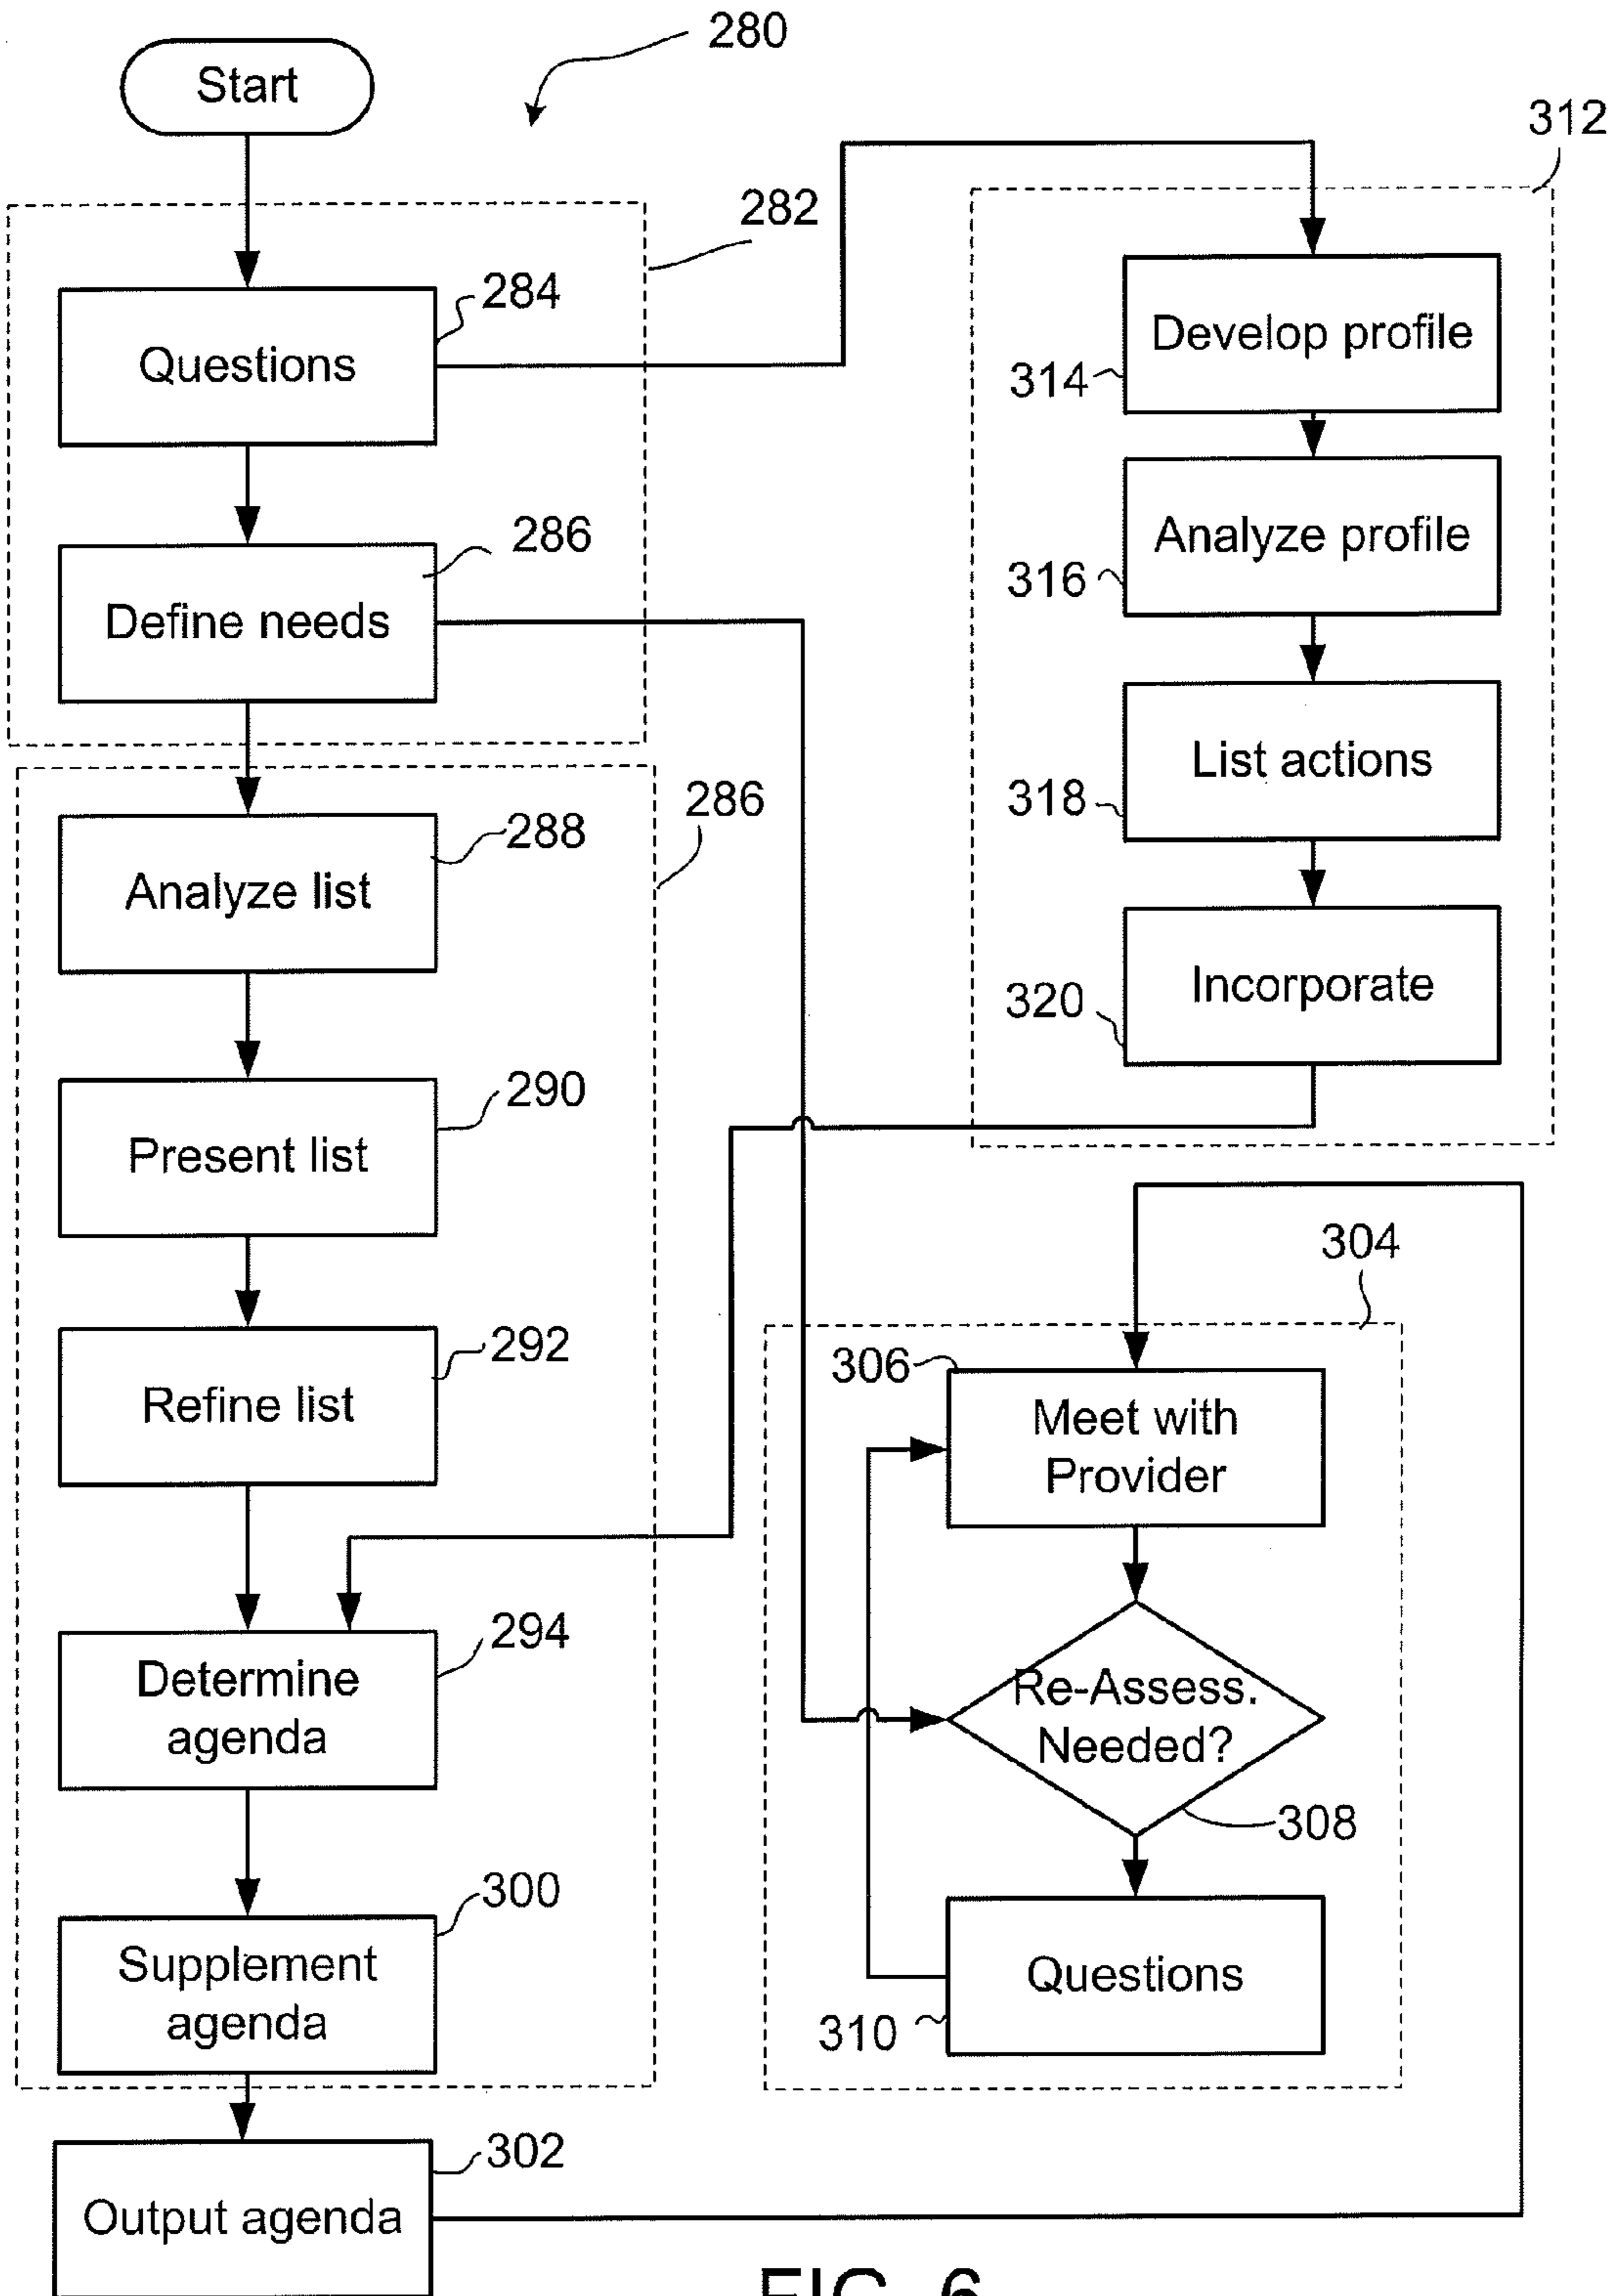 280
Start
312
282
284
Questions
Develop profile
314
286
Define needs
Analyze profile
316
286
288
Analyze list
List actions
318
290
Present list
Incorporate
320
304
292
Refine list
306
Meet with
Provider
294
Determine
agenda
Re-Assess.
Needed?
308
300
Supplement
agenda
Questions
310
302
Output agenda
FIG. 6